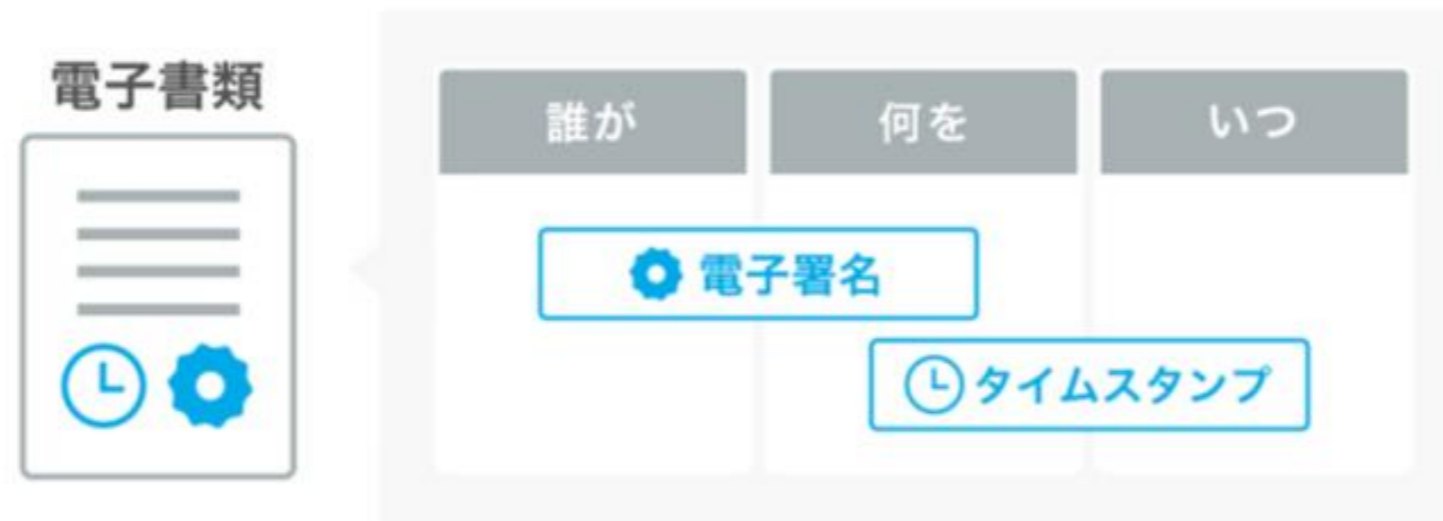 電子書類
誰が
何を
いつ
電子署名
タイムスタンプ